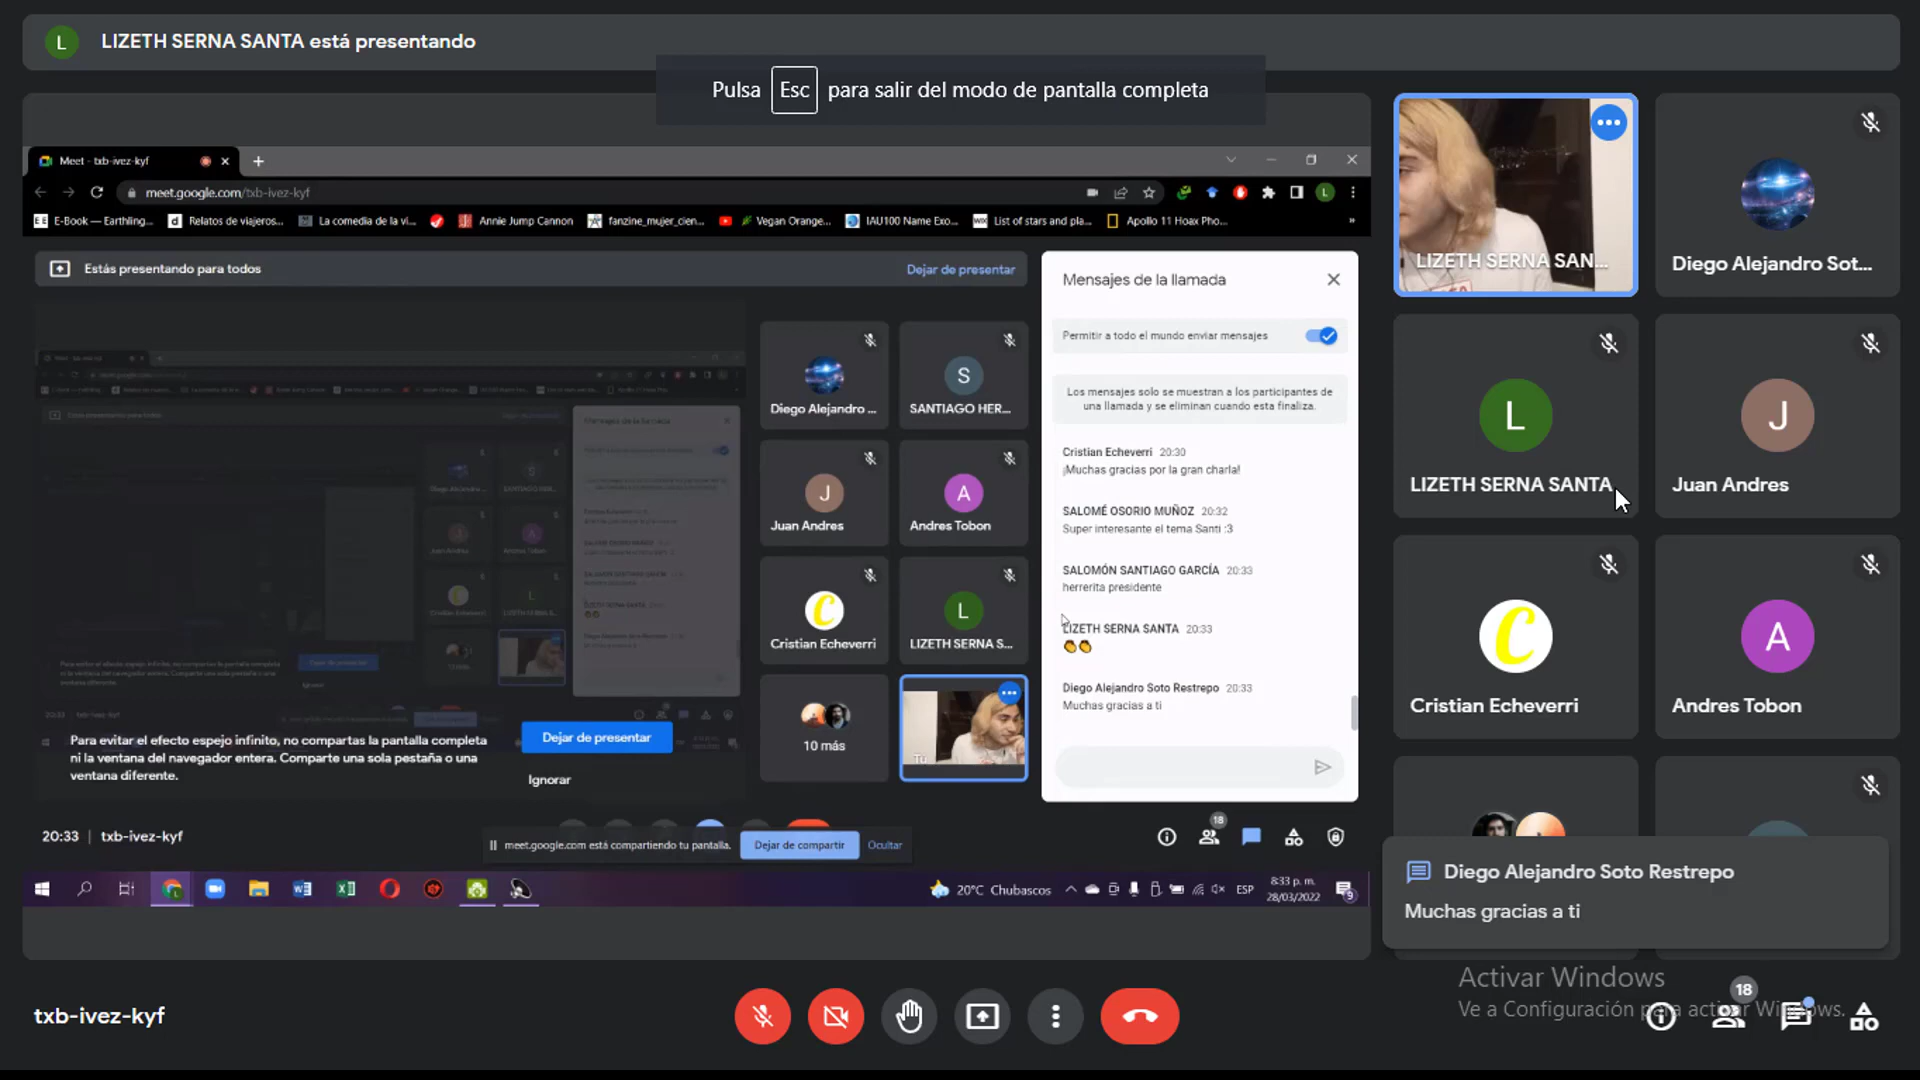 L LIZETH SERNA SANTA está presentando
Pulsa Esc para salir del modo de pantalla completa
Meet - txb-ivez-kyf
meet.google.com/txb-ivez-kyf
L
E-Book — Earthling...
Relatos de viajeros...
La comedia de la vi...
Annie Jump Cannon
fanzine_mujer_cien...
Vegan Orange...
IAU100 Name Exo...
List of stars and pla...
Apollo 11 Hoax Pho...
»
Estás presentando para todos
Dejar de presentar
Diego Alejandro ...
S
SANTIAGO HER...
J
Juan Andres
A
Andres Tobon
C
Cristian Echeverri
L
LIZETH SERNA S...
10 más
Tú
Para evitar el efecto espejo infinito, no compartas la pantalla completa
ni la ventana del navegador entera. Comparte una sola pestaña o una
ventana diferente.
Dejar de presentar
Ignorar
Mensajes de la llamada
Permitir a todo el mundo enviar mensajes
Los mensajes solo se muestran a los participantes de
una llamada y se eliminan cuando esta finaliza.
Cristian Echeverri 20:30
¡Muchas gracias por la gran charla!
SALOMÉ OSORIO MUÑOZ 20:32
Super interesante el tema Santi :3
SALOMÓN SANTIAGO GARCÍA 20:33
herrerita presidente
LIZETH SERNA SANTA 20:33
👏👏
Diego Alejandro Soto Restrepo 20:33
Muchas gracias a ti
20:33 | txb-ivez-kyf
meet.google.com está compartiendo tu pantalla.
Dejar de compartir
Ocultar
18
20°C Chubascos
ESP
8:33 p. m.
28/03/2022
9
LIZETH SERNA SAN...
Diego Alejandro Sot...
L
LIZETH SERNA SANTA
J
Juan Andres
C
Cristian Echeverri
A
Andres Tobon
Diego Alejandro Soto Restrepo
Muchas gracias a ti
Activar Windows
Ve a Configuración para activar Windows.
txb-ivez-kyf
18